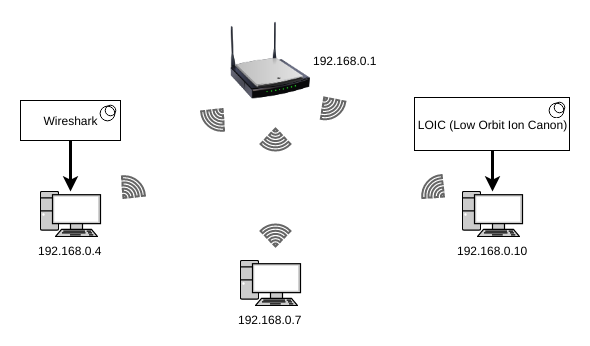 192.168.0.1
Wireshark
LOIC (Low Orbit Ion Canon)
192.168.0.4
192.168.0.10
192.168.0.7